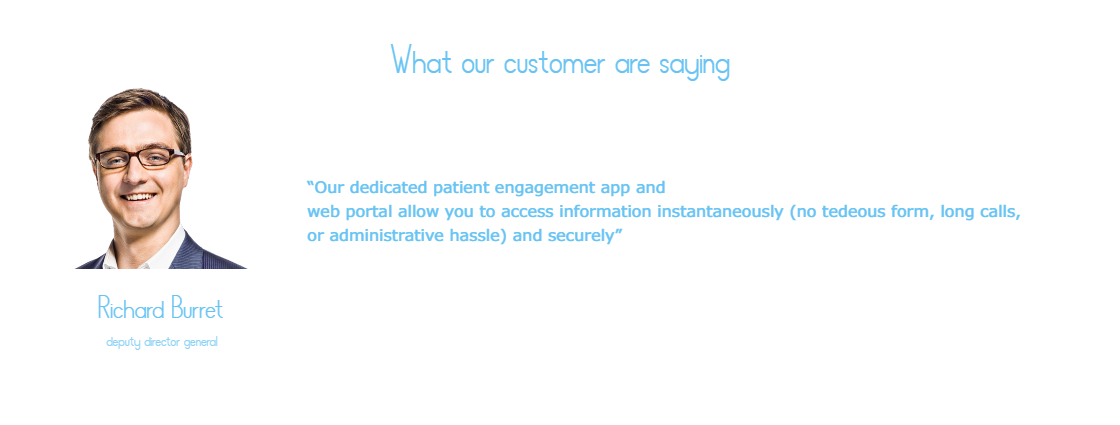 What our customer are saying
“Our dedicated patient engagement app and
web portal allow you to access information instantaneously (no tedeous form, long calls,
or administrative hassle) and securely”
Richard Burret
deputy director general